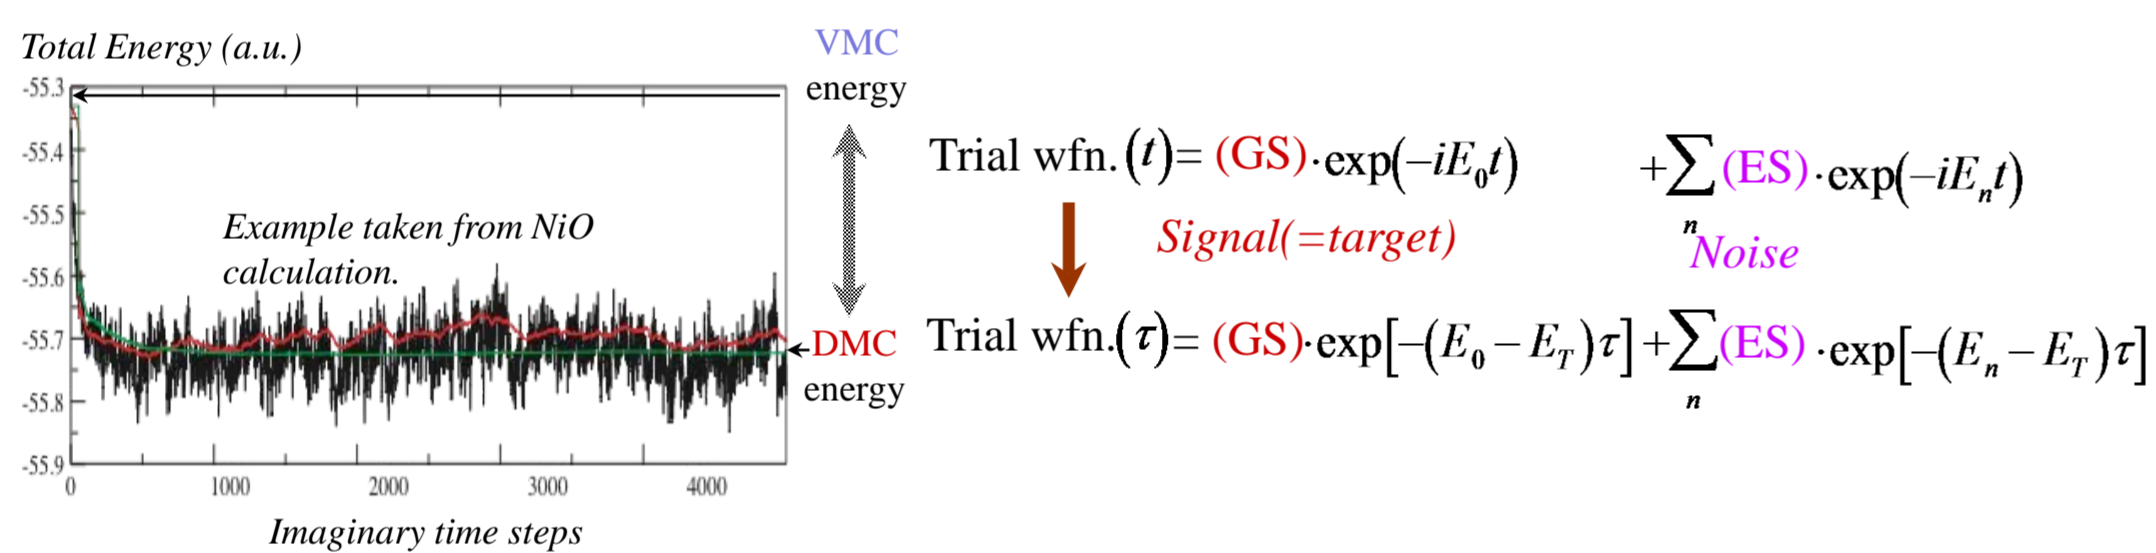 Total Energy (a.u.)
-55.3
-55.4
-55.5
-55.6
-55.7
-55.8
-55.9
0 1000 2000 3000 4000
Imaginary time steps
Example taken from NiO
calculation.
VMC
energy
DMC
energy
Trial wfn.(t)= (GS)·exp(−iE₀t) +∑ₙ(ES)·exp(−iEₙt)
Signal(=target)
Noise
Trial wfn.(τ)= (GS)·exp[−(E₀ − E_T)τ]+∑ₙ(ES)·exp[−(Eₙ − E_T)τ]